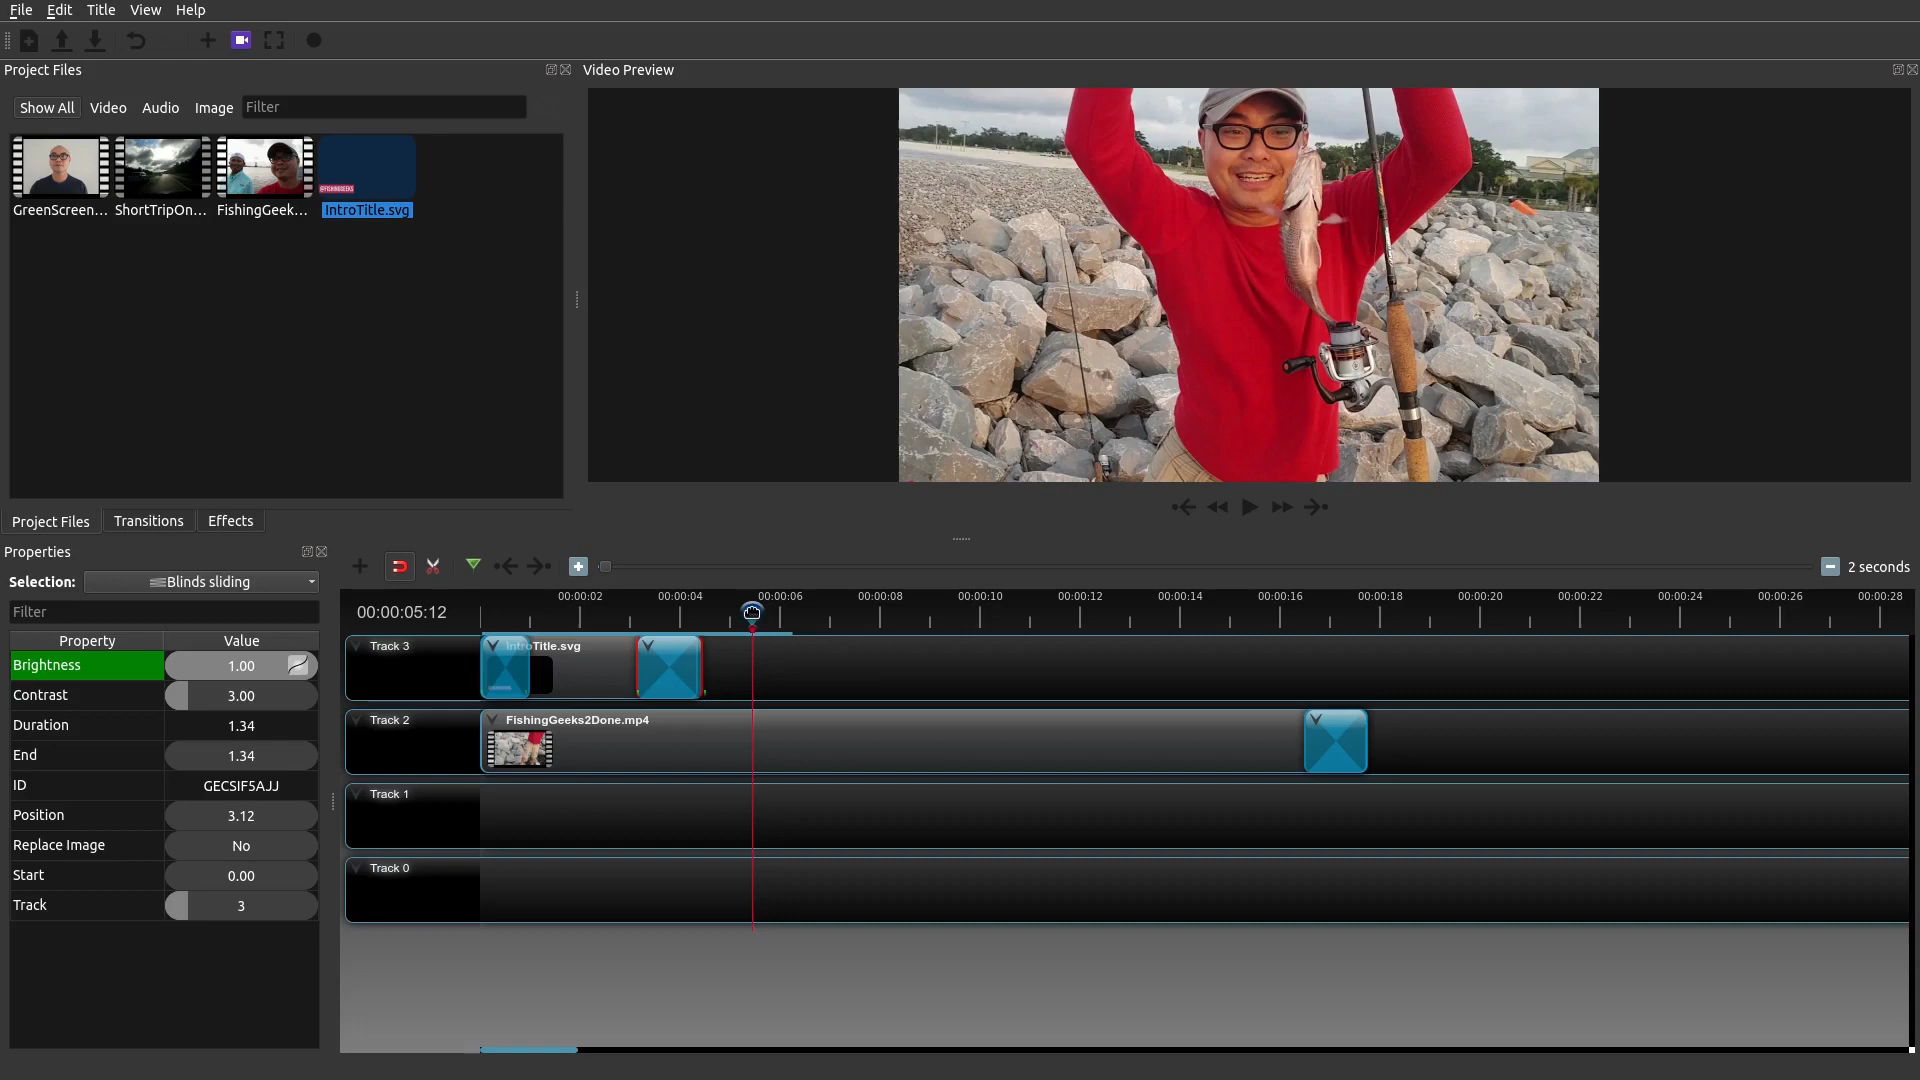 File Edit Title View Help
Project Files
Video Preview
Show All Video Audio Image Filter
@FISHINGGEEKS
GreenScreen... ShortTripOn... FishingGeek... IntroTitle.svg
Project Files Transitions Effects
Properties
Selection: Blinds sliding
Filter
Property Value
Brightness 1.00
Contrast 3.00
Duration 1.34
End 1.34
ID GECSIF5AJJ
Position 3.12
Replace Image No
Start 0.00
Track 3
2 seconds
00:00:05:12
00:00:02 00:00:04 00:00:06 00:00:08 00:00:10 00:00:12 00:00:14 00:00:16 00:00:18 00:00:20 00:00:22 00:00:24 00:00:26 00:00:28
Track 3 IntroTitle.svg
Track 2 FishingGeeks2Done.mp4
Track 1
Track 0